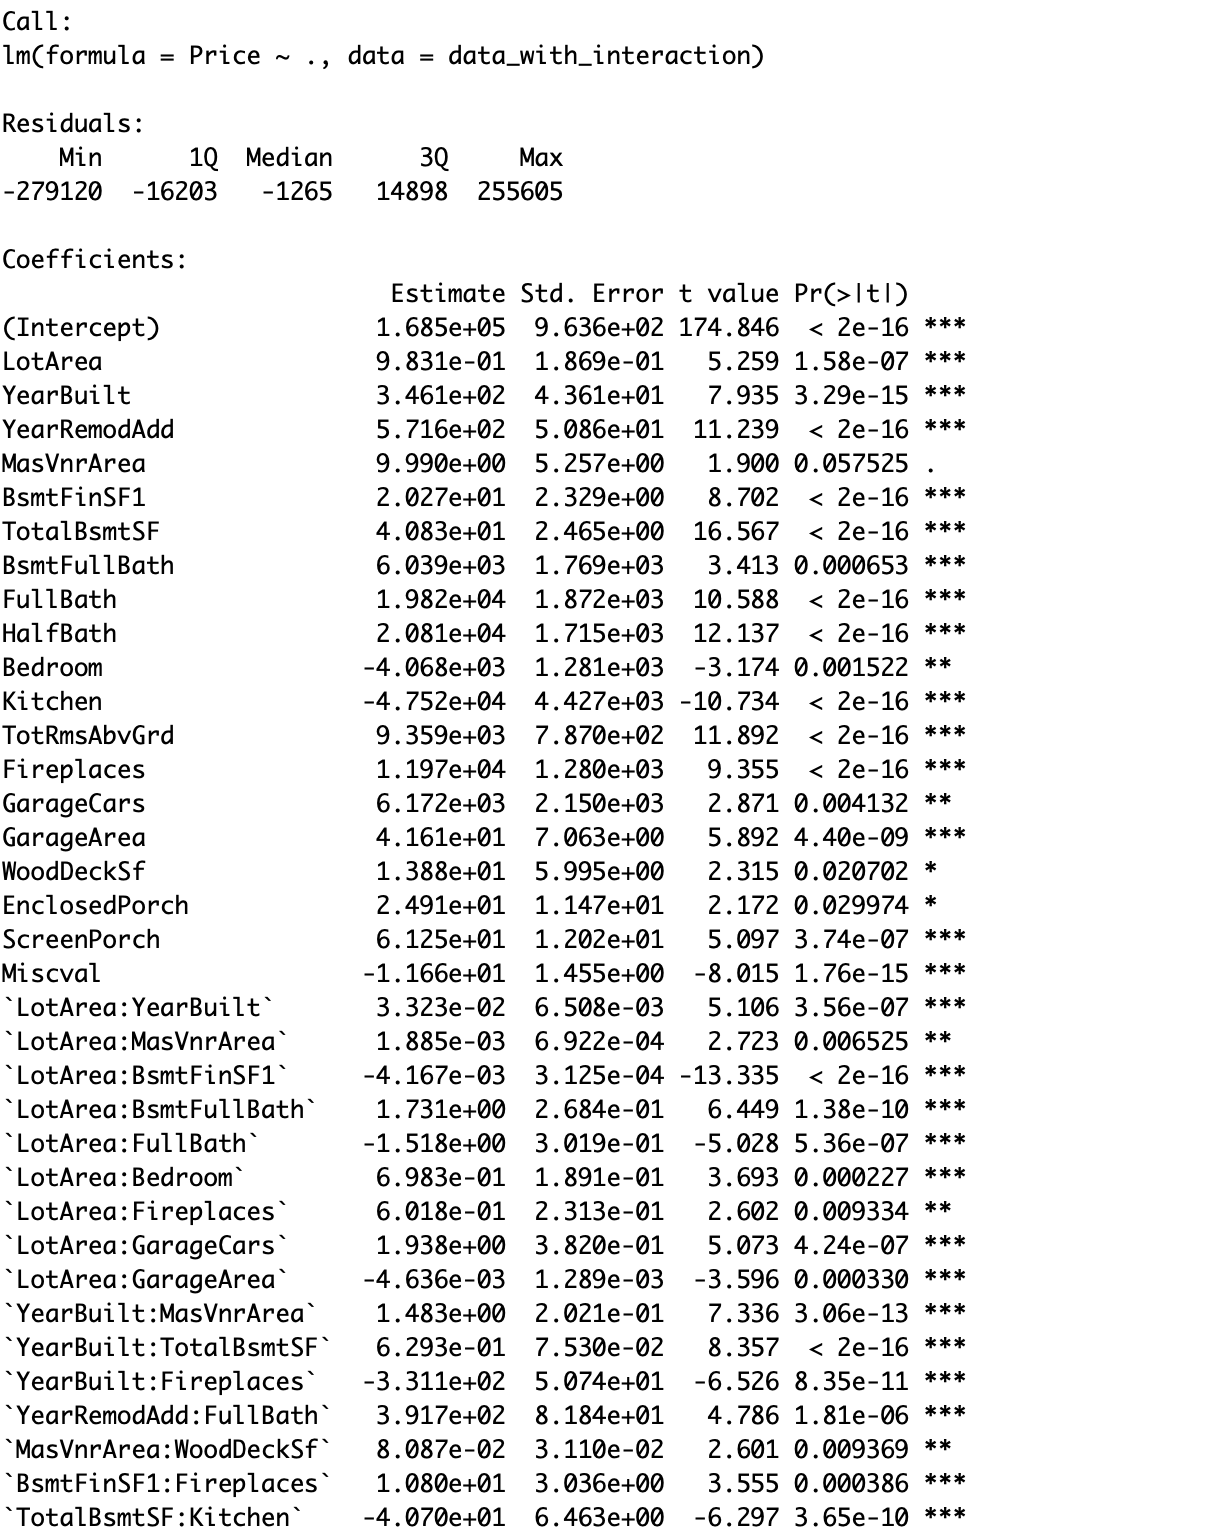 Call:
lm(formula = Price ~ ., data = data_with_interaction)
Residuals:
    Min      1Q  Median      3Q     Max
-279120  -16203   -1265   14898  255605
Coefficients:
                         Estimate Std. Error t value Pr(>|t|)
(Intercept)             1.685e+05  9.636e+02 174.846  < 2e-16 ***
LotArea                 9.831e-01  1.869e-01   5.259 1.58e-07 ***
YearBuilt               3.461e+02  4.361e+01   7.935 3.29e-15 ***
YearRemodAdd            5.716e+02  5.086e+01  11.239  < 2e-16 ***
MasVnrArea              9.990e+00  5.257e+00   1.900 0.057525 .
BsmtFinSF1              2.027e+01  2.329e+00   8.702  < 2e-16 ***
TotalBsmtSF             4.083e+01  2.465e+00  16.567  < 2e-16 ***
BsmtFullBath            6.039e+03  1.769e+03   3.413 0.000653 ***
FullBath                1.982e+04  1.872e+03  10.588  < 2e-16 ***
HalfBath                2.081e+04  1.715e+03  12.137  < 2e-16 ***
Bedroom                -4.068e+03  1.281e+03  -3.174 0.001522 **
Kitchen                -4.752e+04  4.427e+03 -10.734  < 2e-16 ***
TotRmsAbvGrd            9.359e+03  7.870e+02  11.892  < 2e-16 ***
Fireplaces              1.197e+04  1.280e+03   9.355  < 2e-16 ***
GarageCars              6.172e+03  2.150e+03   2.871 0.004132 **
GarageArea              4.161e+01  7.063e+00   5.892 4.40e-09 ***
WoodDeckSf              1.388e+01  5.995e+00   2.315 0.020702 *
EnclosedPorch           2.491e+01  1.147e+01   2.172 0.029974 *
ScreenPorch             6.125e+01  1.202e+01   5.097 3.74e-07 ***
Miscval                -1.166e+01  1.455e+00  -8.015 1.76e-15 ***
`LotArea:YearBuilt`     3.323e-02  6.508e-03   5.106 3.56e-07 ***
`LotArea:MasVnrArea`    1.885e-03  6.922e-04   2.723 0.006525 **
`LotArea:BsmtFinSF1`   -4.167e-03  3.125e-04 -13.335  < 2e-16 ***
`LotArea:BsmtFullBath`  1.731e+00  2.684e-01   6.449 1.38e-10 ***
`LotArea:FullBath`     -1.518e+00  3.019e-01  -5.028 5.36e-07 ***
`LotArea:Bedroom`       6.983e-01  1.891e-01   3.693 0.000227 ***
`LotArea:Fireplaces`    6.018e-01  2.313e-01   2.602 0.009334 **
`LotArea:GarageCars`    1.938e+00  3.820e-01   5.073 4.24e-07 ***
`LotArea:GarageArea`   -4.636e-03  1.289e-03  -3.596 0.000330 ***
`YearBuilt:MasVnrArea`  1.483e+00  2.021e-01   7.336 3.06e-13 ***
`YearBuilt:TotalBsmtSF`  6.293e-01  7.530e-02   8.357  < 2e-16 ***
`YearBuilt:Fireplaces` -3.311e+02  5.074e+01  -6.526 8.35e-11 ***
`YearRemodAdd:FullBath`  3.917e+02  8.184e+01   4.786 1.81e-06 ***
`MasVnrArea:WoodDeckSf`  8.087e-02  3.110e-02   2.601 0.009369 **
`BsmtFinSF1:Fireplaces`  1.080e+01  3.036e+00   3.555 0.000386 ***
`TotalBsmtSF:Kitchen`  -4.070e+01  6.463e+00  -6.297 3.65e-10 ***